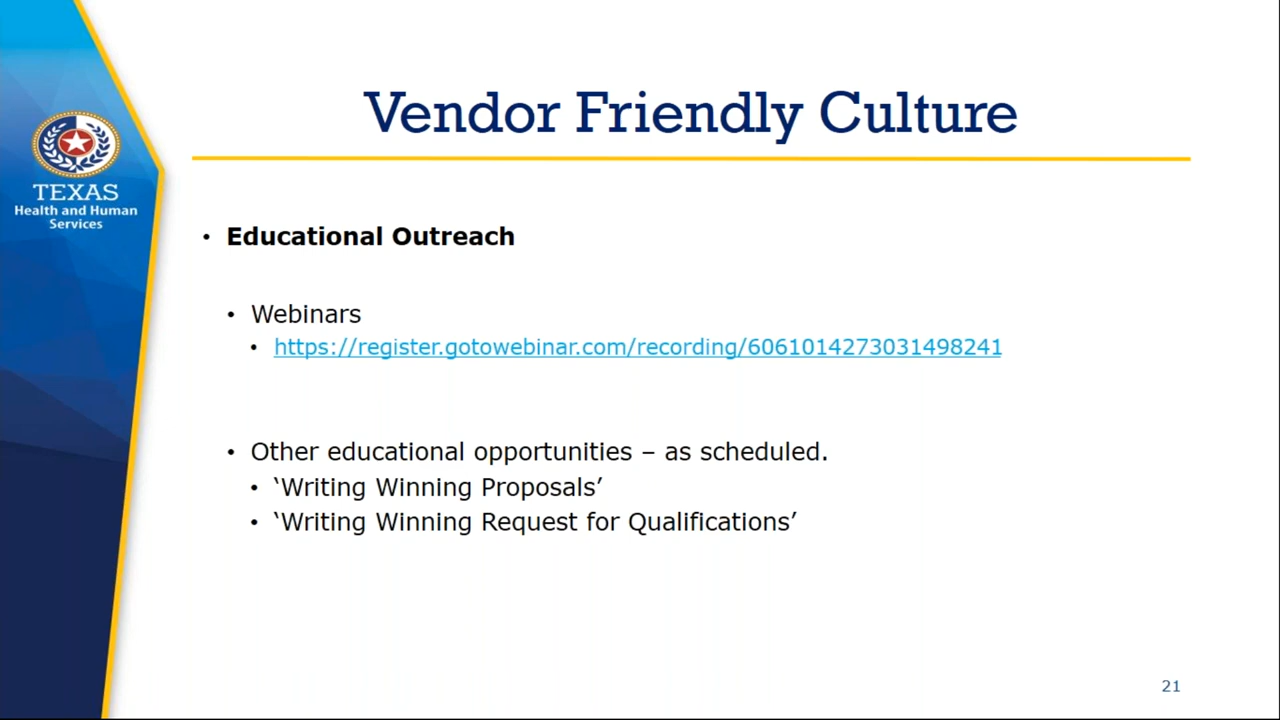 Vendor Friendly Culture
TEXAS
Health and Human
Services
• Educational Outreach
• Webinars
• https://register.gotowebinar.com/recording/6061014273031498241
• Other educational opportunities – as scheduled.
• ‘Writing Winning Proposals’
• ‘Writing Winning Request for Qualifications’
21